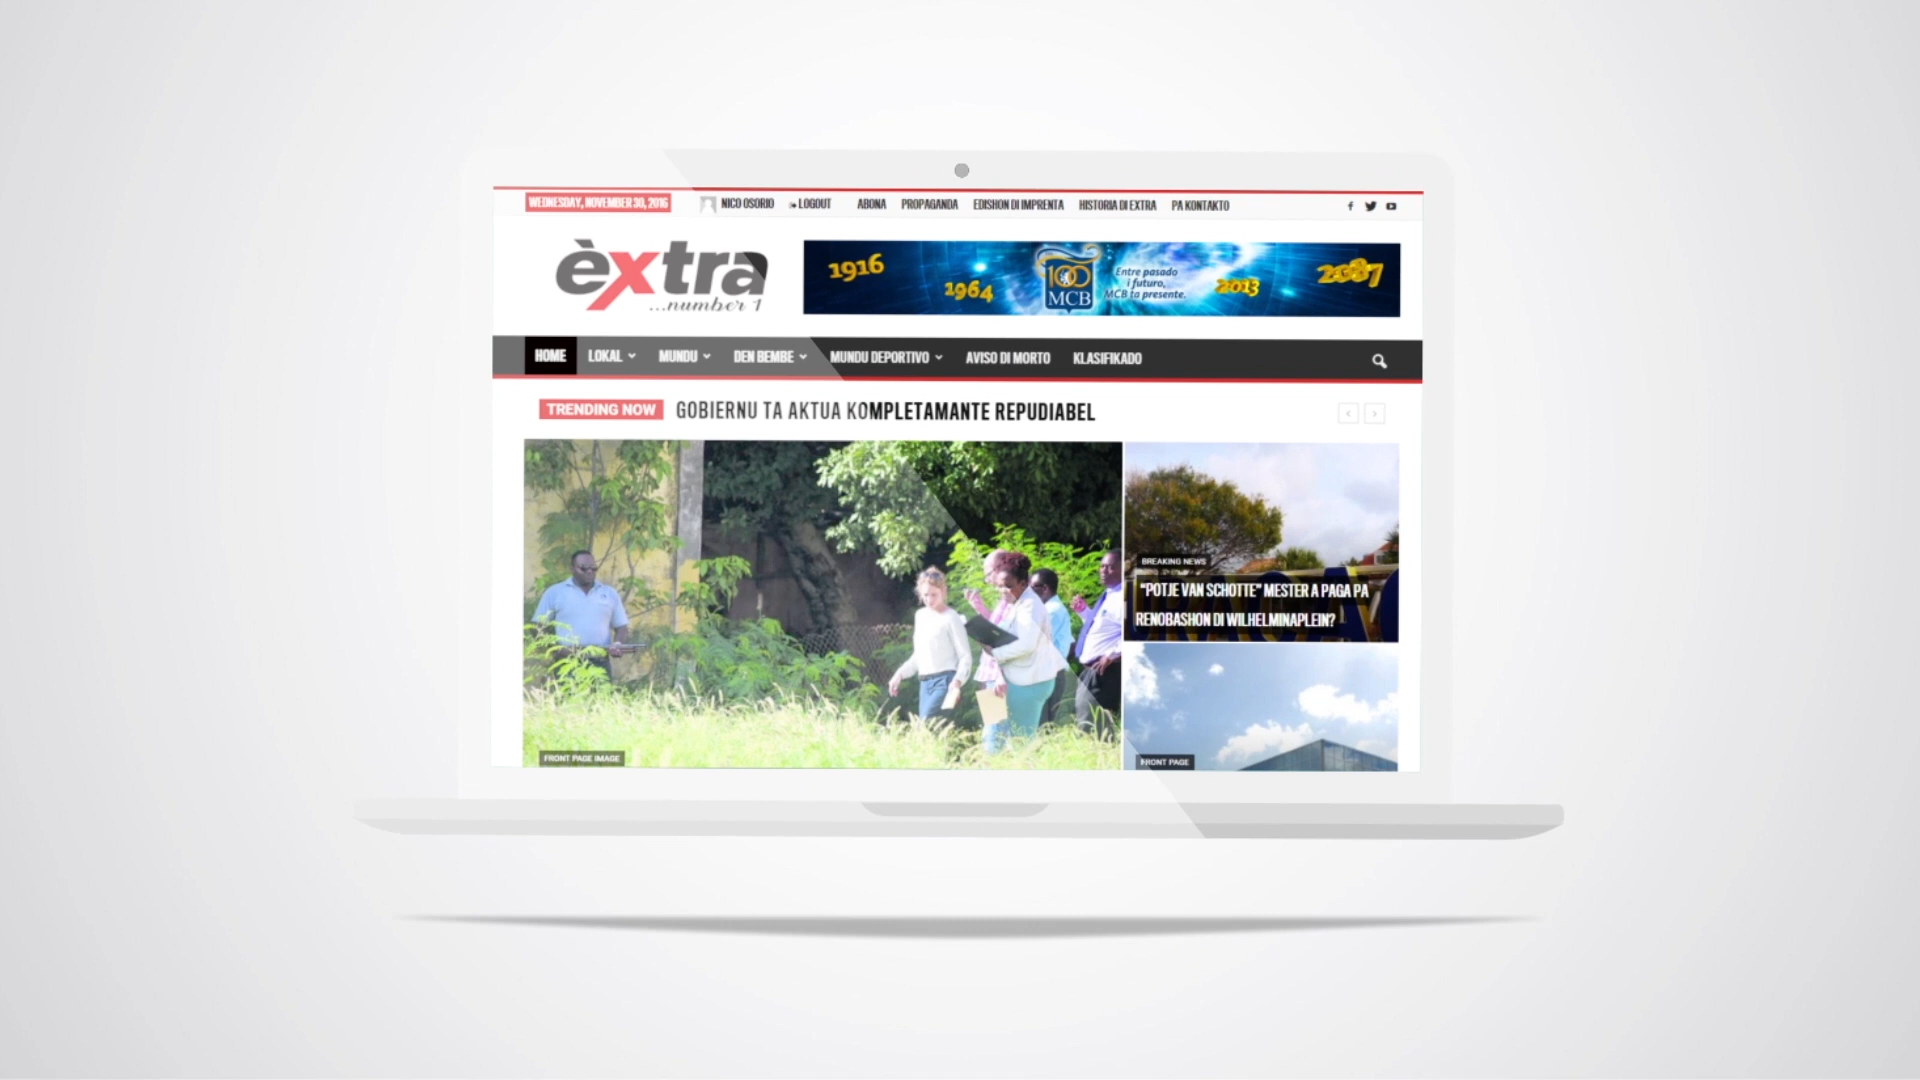 WEDNESDAY, NOVEMBER 30, 2016 NICO OSORIO LOGOUT ABONA PROPAGANDA EDISHON DI IMPRENTA HISTORIA DI EXTRA PA KONTAKTO
èxtra
...number 1
1916
1964
100
MCB
Entre pasado
i futuro,
MCB ta presente.
2013
HOME LOKAL MUNDU DEN BEMBE MUNDU DEPORTIVO AVISO DI MORTO KLASIFIKADO
TRENDING NOW GOBIERNU TA AKTUA KOMPLETAMANTE REPUDIABEL
BREAKING NEWS
"POTJE VAN SCHOTTE" MESTER A PAGA PA
RENOBASHON DI WILHELMINAPLEIN?
FRONT PAGE IMAGE
FRONT PAGE